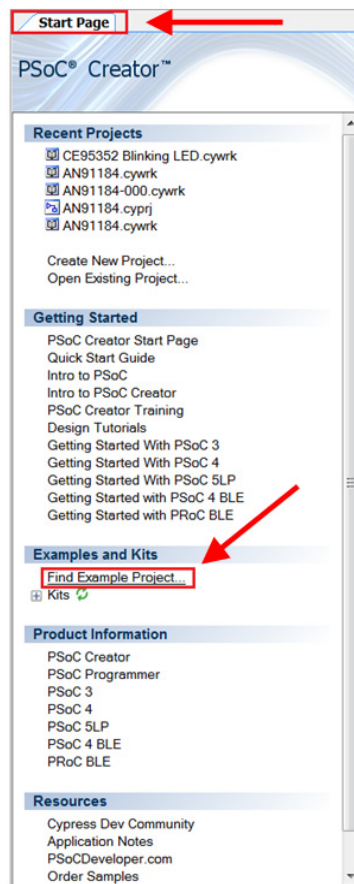 Start Page
PSoC® Creator™
Recent Projects
CE95352 Blinking LED.cywrk
AN91184.cywrk
AN91184-000.cywrk
AN91184.cyprj
AN91184.cywrk
Create New Project...
Open Existing Project...
Getting Started
PSoC Creator Start Page
Quick Start Guide
Intro to PSoC
Intro to PSoC Creator
PSoC Creator Training
Design Tutorials
Getting Started With PSoC 3
Getting Started With PSoC 4
Getting Started With PSoC 5LP
Getting Started with PSoC 4 BLE
Getting Started with PRoC BLE
Examples and Kits
Find Example Project...
Kits
Product Information
PSoC Creator
PSoC Programmer
PSoC 3
PSoC 4
PSoC 5LP
PSoC 4 BLE
PRoC BLE
Resources
Cypress Dev Community
Application Notes
PSoCDeveloper.com
Order Samples